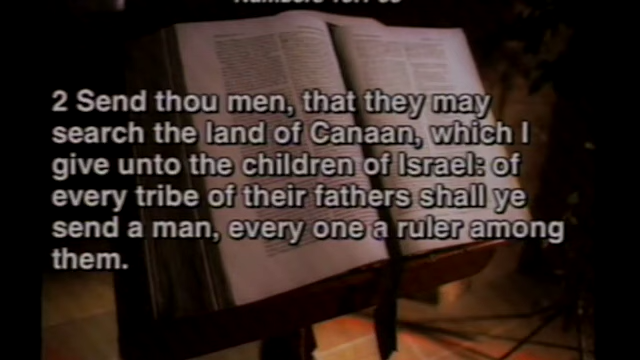 2 Send thou men, that they may
search the land of Canaan, which I
give unto the children of Israel: of
every tribe of their fathers shall ye
send a man, every one a ruler among
them.